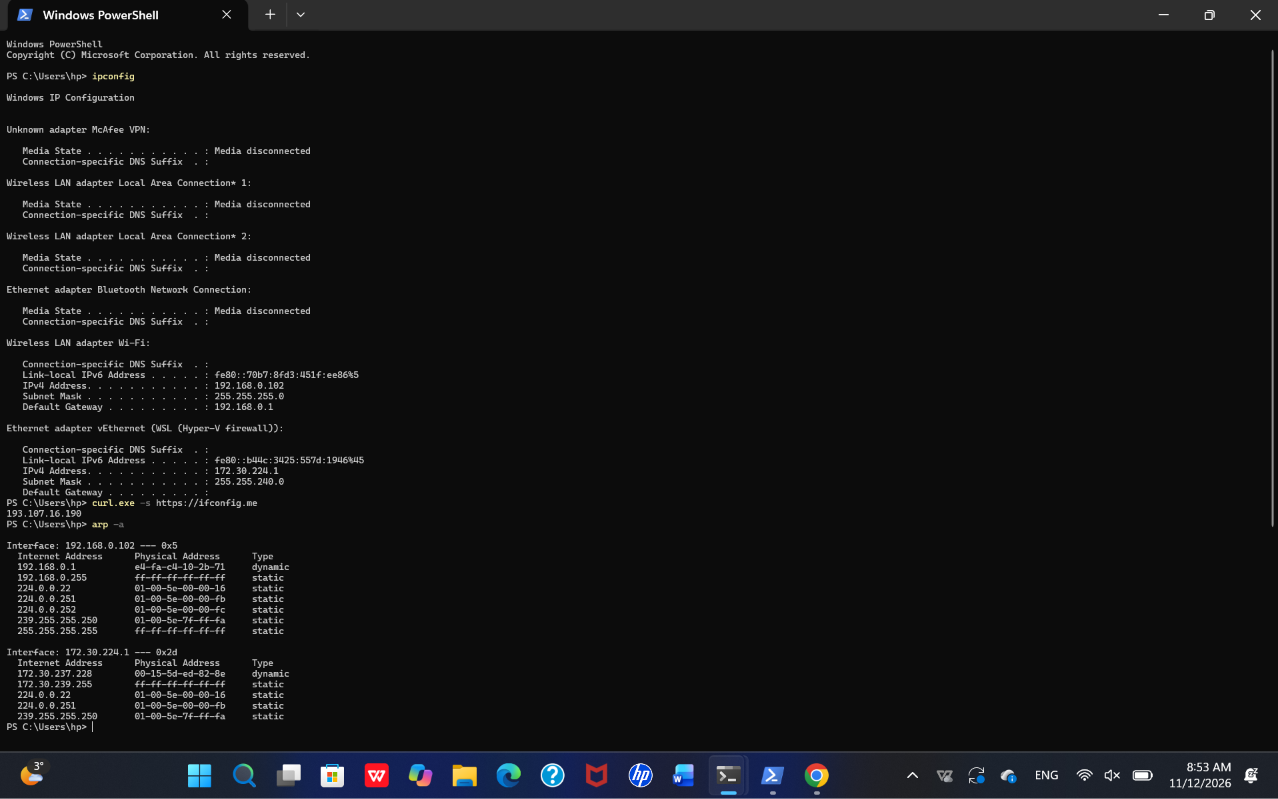 Windows PowerShell
Windows PowerShell
Copyright (C) Microsoft Corporation. All rights reserved.
PS C:\Users\hp> ipconfig
Windows IP Configuration
Unknown adapter McAfee VPN:
Media State . . . . . . . . . . . : Media disconnected
Connection-specific DNS Suffix  . :
Wireless LAN adapter Local Area Connection* 1:
Media State . . . . . . . . . . . : Media disconnected
Connection-specific DNS Suffix  . :
Wireless LAN adapter Local Area Connection* 2:
Media State . . . . . . . . . . . : Media disconnected
Connection-specific DNS Suffix  . :
Ethernet adapter Bluetooth Network Connection:
Media State . . . . . . . . . . . : Media disconnected
Connection-specific DNS Suffix  . :
Wireless LAN adapter Wi-Fi:
Connection-specific DNS Suffix  . :
Link-local IPv6 Address . . . . . : fe80::70b7:8fd3:451f:ee86%5
IPv4 Address. . . . . . . . . . . : 192.168.0.102
Subnet Mask . . . . . . . . . . . : 255.255.255.0
Default Gateway . . . . . . . . . : 192.168.0.1
Ethernet adapter vEthernet (WSL (Hyper-V firewall)):
Connection-specific DNS Suffix  . :
Link-local IPv6 Address . . . . . : fe80::b44c:3425:557d:1946%45
IPv4 Address. . . . . . . . . . . : 172.30.224.1
Subnet Mask . . . . . . . . . . . : 255.255.240.0
Default Gateway . . . . . . . . . :
PS C:\Users\hp> curl.exe -s https://ifconfig.me
193.107.16.190
PS C:\Users\hp> arp -a
Interface: 192.168.0.102 --- 0x5
Internet Address      Physical Address      Type
192.168.0.1           e4-fa-c4-10-2b-71     dynamic
192.168.0.255         ff-ff-ff-ff-ff-ff     static
224.0.0.22            01-00-5e-00-00-16     static
224.0.0.251           01-00-5e-00-00-fb     static
224.0.0.252           01-00-5e-00-00-fc     static
239.255.255.250       01-00-5e-7f-ff-fa     static
255.255.255.255       ff-ff-ff-ff-ff-ff     static
Interface: 172.30.224.1 --- 0x2d
Internet Address      Physical Address      Type
172.30.237.228        00-15-5d-ed-82-8e     dynamic
172.30.239.255        ff-ff-ff-ff-ff-ff     static
224.0.0.22            01-00-5e-00-00-16     static
224.0.0.251           01-00-5e-00-00-fb     static
239.255.255.250       01-00-5e-7f-ff-fa     static
PS C:\Users\hp>
3°
hp
ENG
8:53 AM
11/12/2026